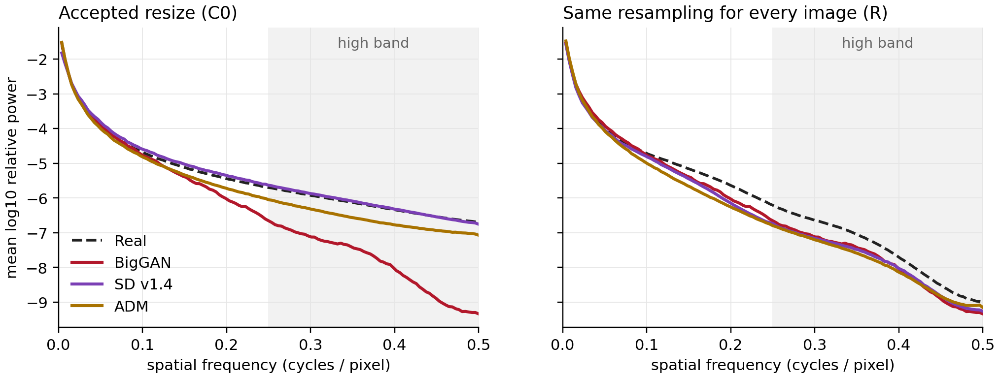 Accepted resize (C0)
high band
mean log10 relative power
−2
−3
−4
−5
−6
−7
−8
−9
Real
BigGAN
SD v1.4
ADM
0.0
0.1
0.2
0.3
0.4
0.5
spatial frequency (cycles / pixel)
Same resampling for every image (R)
high band
0.0
0.1
0.2
0.3
0.4
0.5
spatial frequency (cycles / pixel)